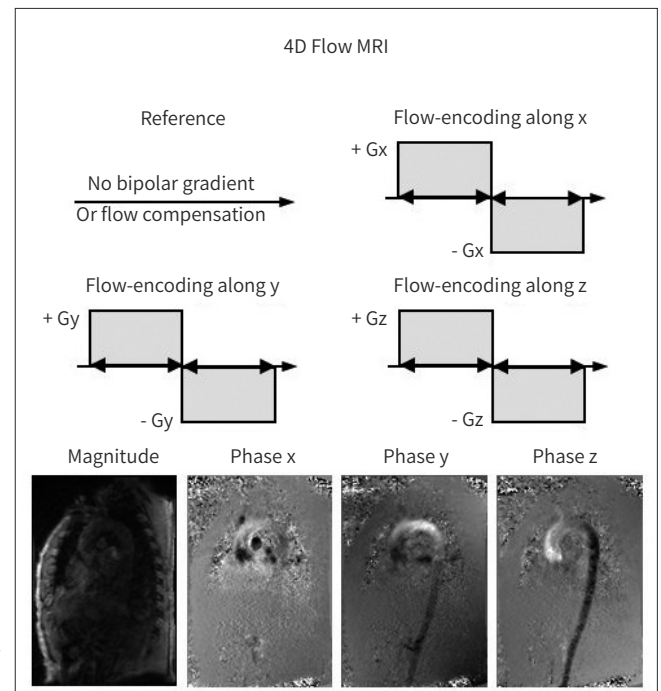 4D Flow MRI
Reference
No bipolar gradient
Or flow compensation
Flow-encoding along x
+ Gx
- Gx
Flow-encoding along y
+ Gy
- Gy
Flow-encoding along z
+ Gz
- Gz
Magnitude
Phase x
Phase y
Phase z